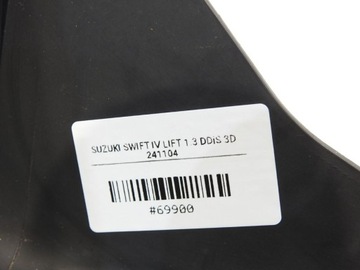 SUZUKI SWIFT IV LIFT 1.3 DDIS 3D
241104
#69900